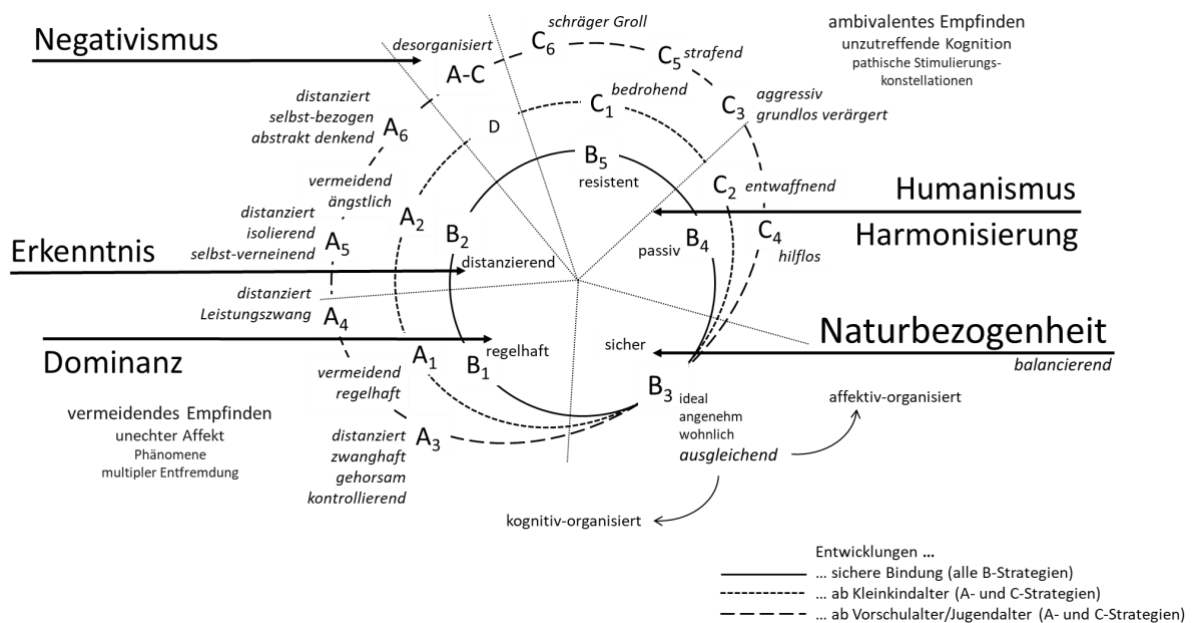 Negativismus
desorganisiert
A-C
schräger Groll
C6
C5 strafend
ambivalentes Empfinden
unzutreffende Kognition
pathische Stimulierungs-
konstellationen
distanziert
selbst-bezogen
abstrakt denkend
A6
D
bedrohend
C1
C3
aggressiv
grundlos verärgert
B5
resistent
vermeidend
ängstlich
A2
C2 entwaffnend
Humanismus
Harmonisierung
distanziert
isolierend
selbst-verneinend
A5
B2
distanzierend
passiv B4
C4
hilflos
Erkenntnis
distanziert
Leistungszwang
A4
Naturbezogenheit
balancierend
Dominanz
A1
regelhaft
B1
sicher
B3
ideal
angenehm
wohnlich
ausgleichend
vermeidend
regelhaft
affektiv-organisiert
vermeidendes Empfinden
unechter Affekt
Phänomene
multipler Entfremdung
distanziert
zwanghaft
gehorsam
kontrollierend
A3
kognitiv-organisiert
Entwicklungen ...
... sichere Bindung (alle B-Strategien)
... ab Kleinkindalter (A- und C-Strategien)
... ab Vorschulalter/Jugendalter (A- und C-Strategien)